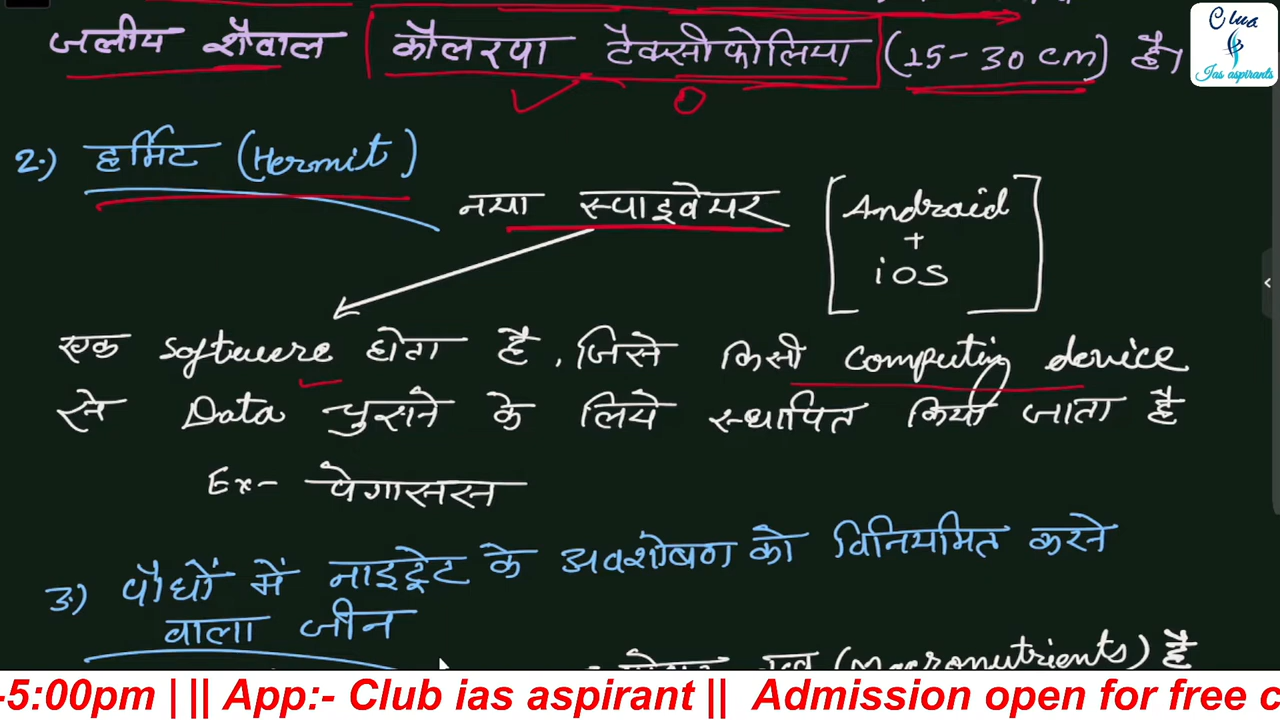 जलीय शैवाल कौलरपा टैक्सीफोलिया (15-30 cm) है।
Club
Ias aspirants
2.) हर्मिट (Hermit)
नया स्पाइवेयर [Android
+
iOS]
एक software होता है, जिसे किसी computing device
से Data चुराने के लिये स्थापित किया जाता है
Ex- पेगासस
3.) पौधों में नाइट्रेट के अवशोषण को विनियमित करने
वाला जीन
(macronutrients) है
-5:00pm | || App:- Club ias aspirant || Admission open for free c